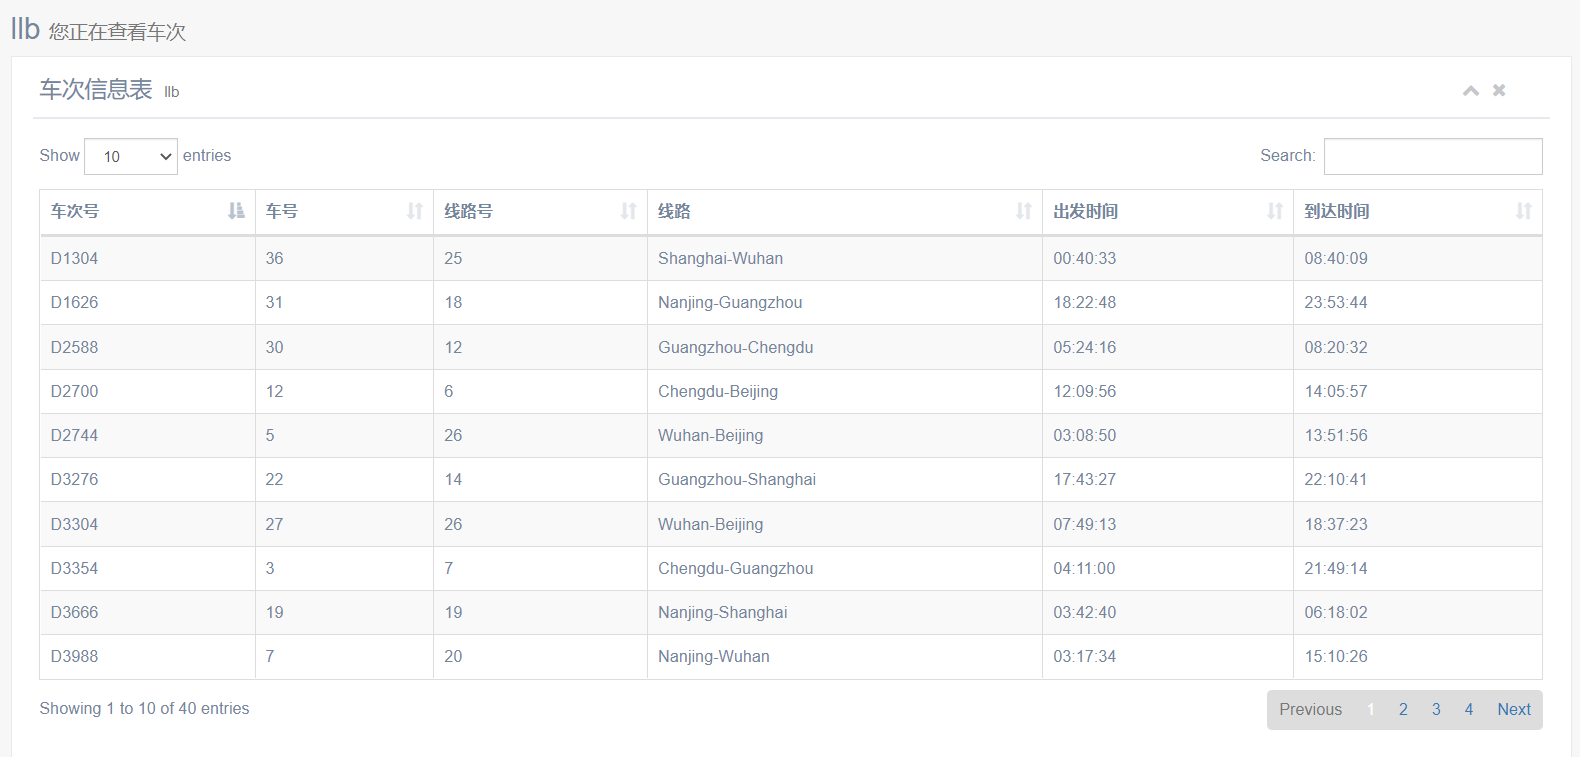 llb 您正在查看车次
车次信息表 llb
Show 10 entries Search:
车次号 车号 线路号 线路 出发时间 到达时间
D1304 36 25 Shanghai-Wuhan 00:40:33 08:40:09
D1626 31 18 Nanjing-Guangzhou 18:22:48 23:53:44
D2588 30 12 Guangzhou-Chengdu 05:24:16 08:20:32
D2700 12 6 Chengdu-Beijing 12:09:56 14:05:57
D2744 5 26 Wuhan-Beijing 03:08:50 13:51:56
D3276 22 14 Guangzhou-Shanghai 17:43:27 22:10:41
D3304 27 26 Wuhan-Beijing 07:49:13 18:37:23
D3354 3 7 Chengdu-Guangzhou 04:11:00 21:49:14
D3666 19 19 Nanjing-Shanghai 03:42:40 06:18:02
D3988 7 20 Nanjing-Wuhan 03:17:34 15:10:26
Showing 1 to 10 of 40 entries Previous 1 2 3 4 Next